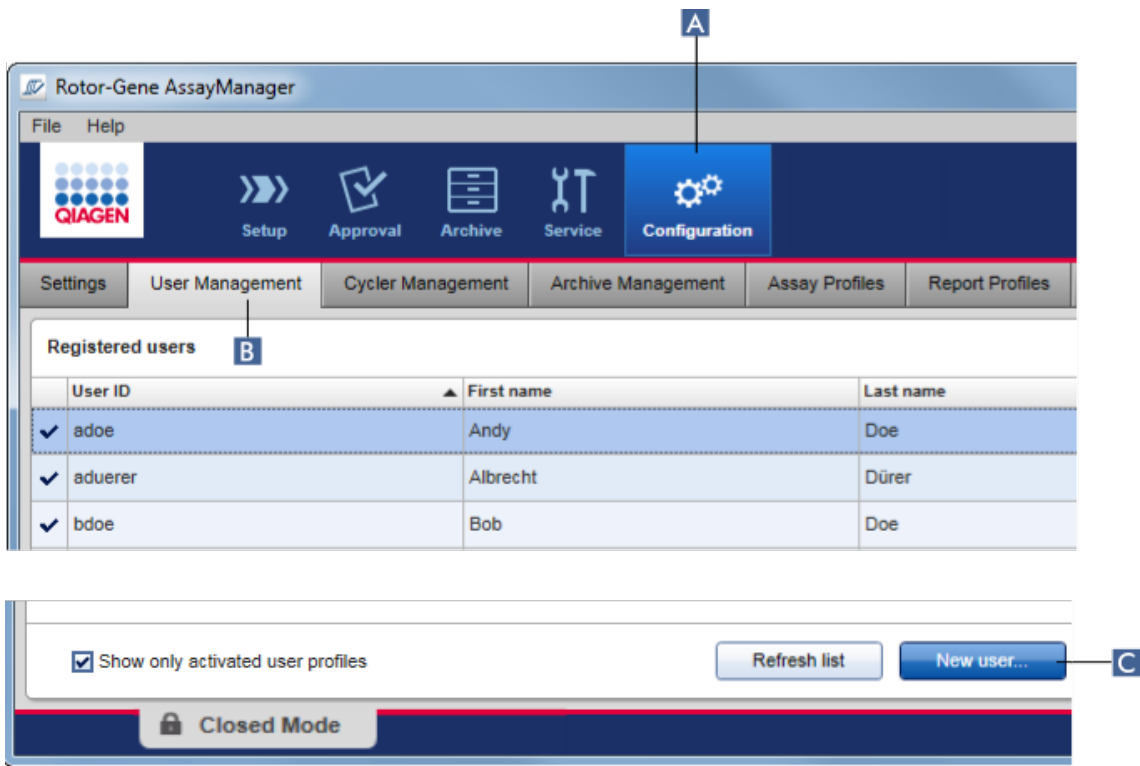 A
Rotor-Gene AssayManager
File Help
QIAGEN
Setup Approval Archive Service Configuration
Settings User Management Cycler Management Archive Management Assay Profiles Report Profiles
B
Registered users
User ID First name Last name
adoe Andy Doe
aduerer Albrecht Dürer
bdoe Bob Doe
Show only activated user profiles Refresh list New user... C
Closed Mode